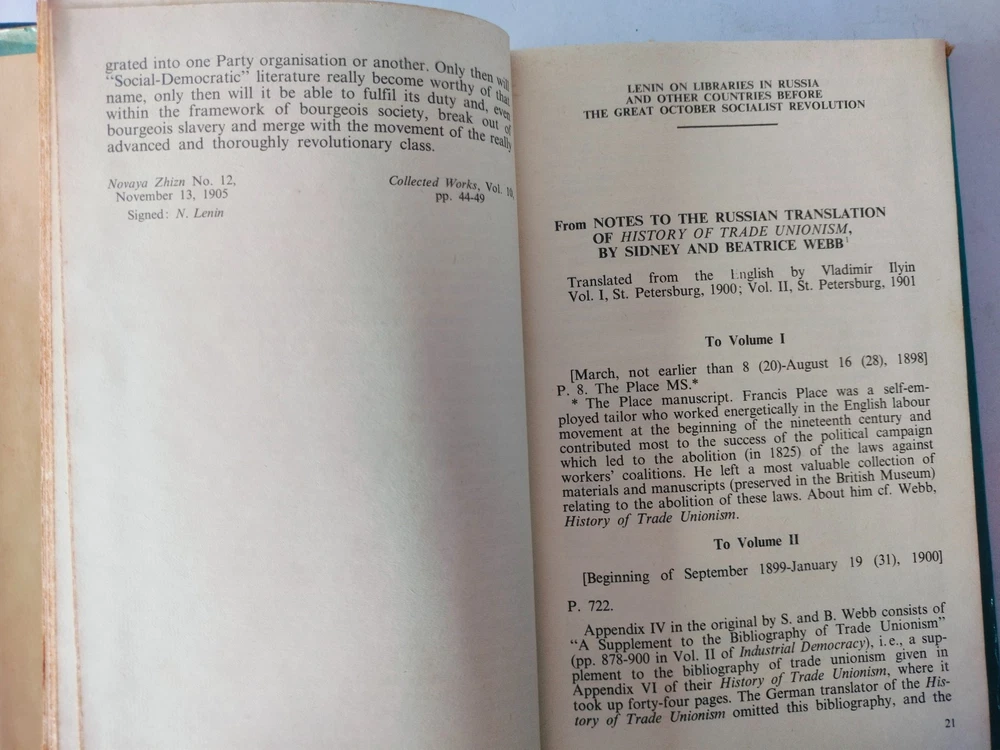 grated into one Party organisation or another. Only then will
“Social-Democratic” literature really become worthy of that
name, only then will it be able to fulfil its duty and, even
within the framework of bourgeois society, break out of
bourgeois slavery and merge with the movement of the really
advanced and thoroughly revolutionary class.
Novaya Zhizn No. 12,
November 13, 1905
Signed: N. Lenin
Collected Works, Vol. 10,
pp. 44-49
LENIN ON LIBRARIES IN RUSSIA
AND OTHER COUNTRIES BEFORE
THE GREAT OCTOBER SOCIALIST REVOLUTION
From NOTES TO THE RUSSIAN TRANSLATION
OF HISTORY OF TRADE UNIONISM,
BY SIDNEY AND BEATRICE WEBB1
Translated from the English by Vladimir Ilyin
Vol. I, St. Petersburg, 1900; Vol. II, St. Petersburg, 1901
To Volume I
[March, not earlier than 8 (20)-August 16 (28), 1898]
P. 8. The Place MS.*
* The Place manuscript. Francis Place was a self-em-
ployed tailor who worked energetically in the English labour
movement at the beginning of the nineteenth century and
contributed most to the success of the political campaign
which led to the abolition (in 1825) of the laws against
workers' coalitions. He left a most valuable collection of
materials and manuscripts (preserved in the British Museum)
relating to the abolition of these laws. About him cf. Webb,
History of Trade Unionism.
To Volume II
[Beginning of September 1899-January 19 (31), 1900]
P. 722.
Appendix IV in the original by S. and B. Webb consists of
“A Supplement to the Bibliography of Trade Unionism”
(pp. 878-900 in Vol. II of Industrial Democracy), i.e., a sup-
plement to the bibliography of trade unionism given in
Appendix VI of their History of Trade Unionism, where it
took up forty-four pages. The German translator of the His-
tory of Trade Unionism omitted this bibliography, and the
21